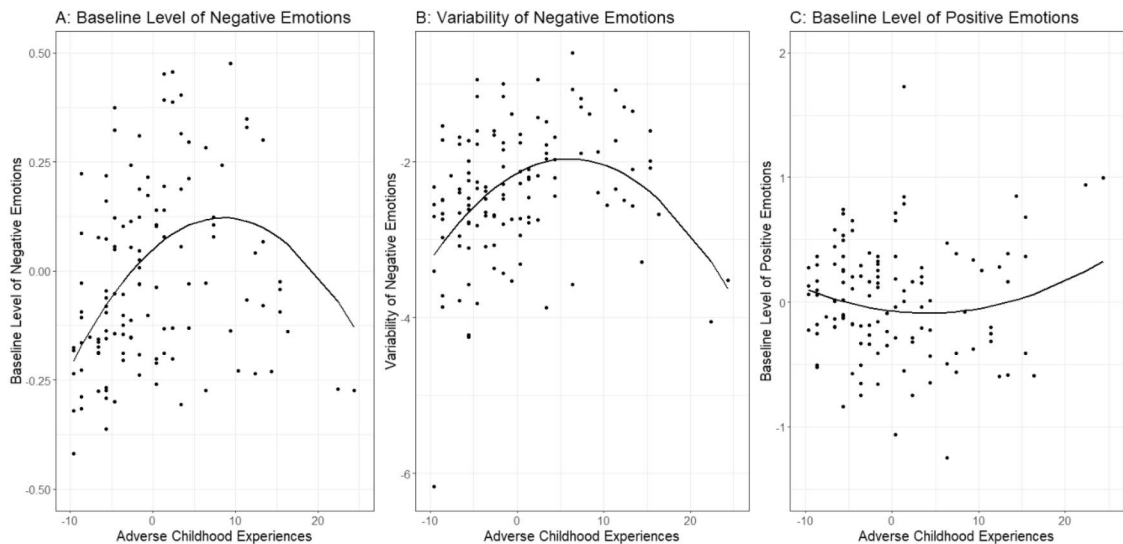 A: Baseline Level of Negative Emotions
0.50
0.25
0.00
-0.25
-0.50
Baseline Level of Negative Emotions
-10 0 10 20
Adverse Childhood Experiences
B: Variability of Negative Emotions
-2
-4
-6
Variability of Negative Emotions
-10 0 10 20
Adverse Childhood Experiences
C: Baseline Level of Positive Emotions
2
1
0
-1
Baseline Level of Positive Emotions
-10 0 10 20
Adverse Childhood Experiences